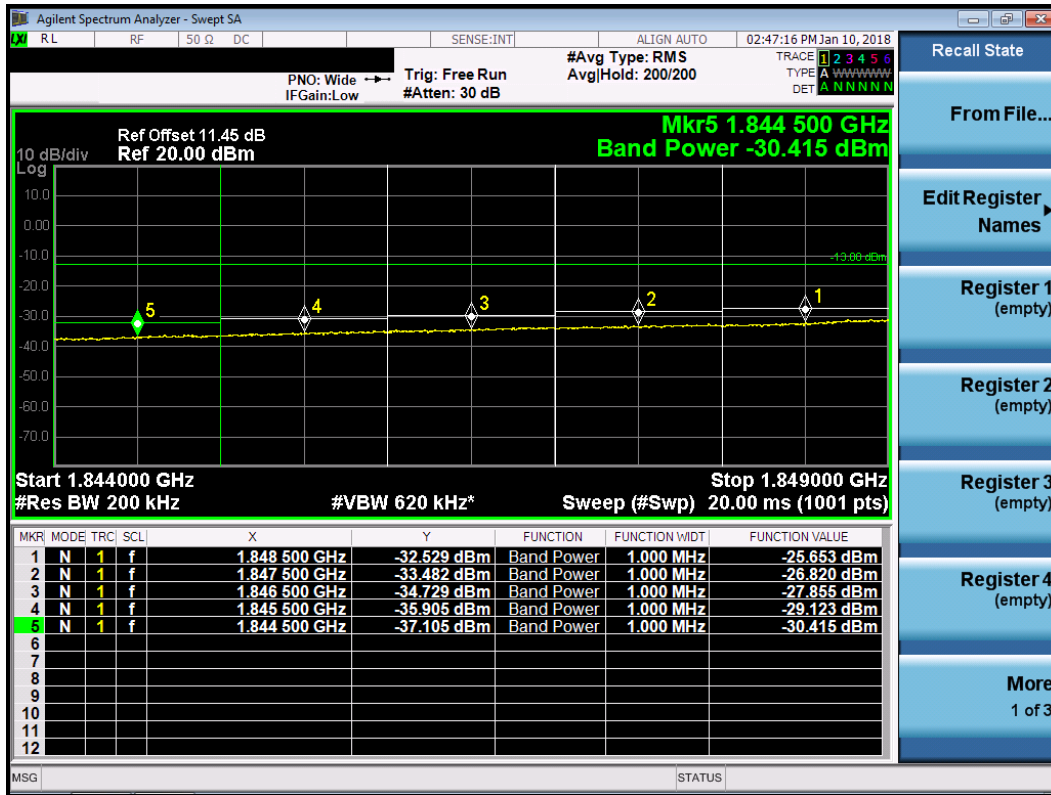 Agilent Spectrum Analyzer - Swept SA
LXI RL RF 50 Ω DC SENSE:INT ALIGN AUTO 02:47:16 PM Jan 10, 2018
#Avg Type: RMS TRACE 1 2 3 4 5 6
PNO: Wide Trig: Free Run Avg|Hold: 200/200 TYPE A WWWWW
IFGain:Low #Atten: 30 dB DET A N N N N N
Mkr5 1.844 500 GHz
Ref Offset 11.45 dB
10 dB/div Ref 20.00 dBm Band Power -30.415 dBm
Log
10.0
0.00
-10.0
-13.00 dBm
-20.0
5 4 3 2 1
-30.0
-40.0
-50.0
-60.0
-70.0
Start 1.844000 GHz Stop 1.849000 GHz
#Res BW 200 kHz #VBW 620 kHz* Sweep (#Swp) 20.00 ms (1001 pts)
MKR MODE TRC SCL X Y FUNCTION FUNCTION WIDT FUNCTION VALUE
1 N 1 f 1.848 500 GHz -32.529 dBm Band Power 1.000 MHz -25.653 dBm
2 N 1 f 1.847 500 GHz -33.482 dBm Band Power 1.000 MHz -26.820 dBm
3 N 1 f 1.846 500 GHz -34.729 dBm Band Power 1.000 MHz -27.855 dBm
4 N 1 f 1.845 500 GHz -35.905 dBm Band Power 1.000 MHz -29.123 dBm
5 N 1 f 1.844 500 GHz -37.105 dBm Band Power 1.000 MHz -30.415 dBm
6
7
8
9
10
11
12
MSG STATUS
Recall State
From File...
Edit Register
Names
Register 1
(empty)
Register 2
(empty)
Register 3
(empty)
Register 4
(empty)
More
1 of 3